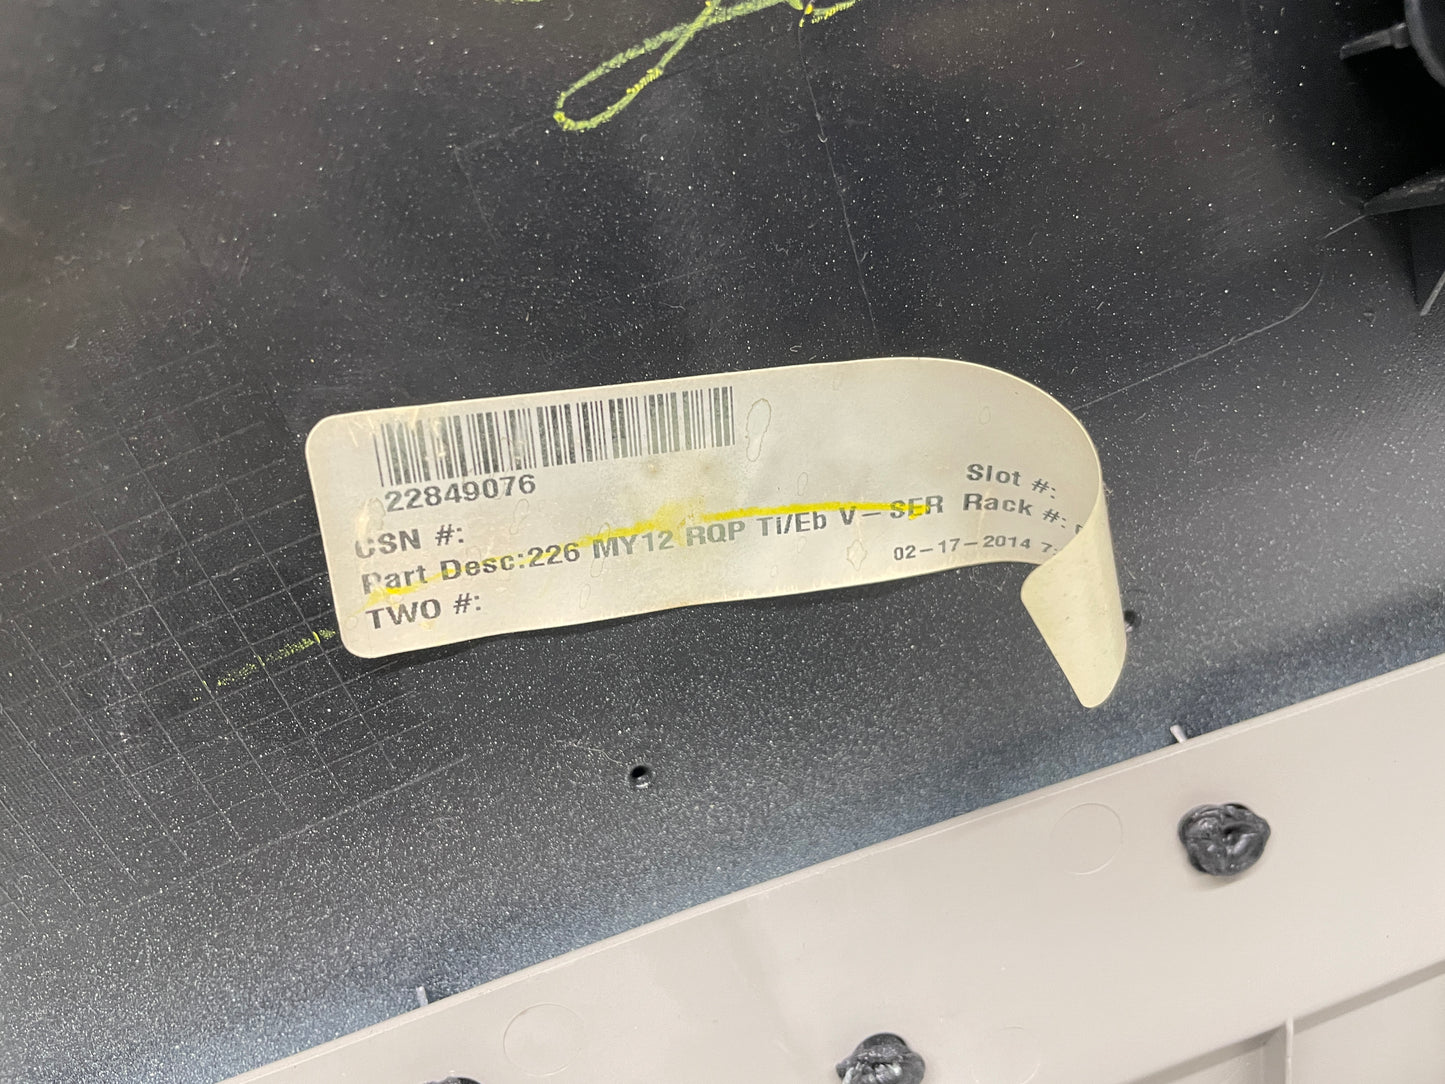 22849076
CSN #:
Part Desc:226 MY12 RQP Ti/Eb V-SER
TWO #:
Slot #:
Rack #:
02-17-2014